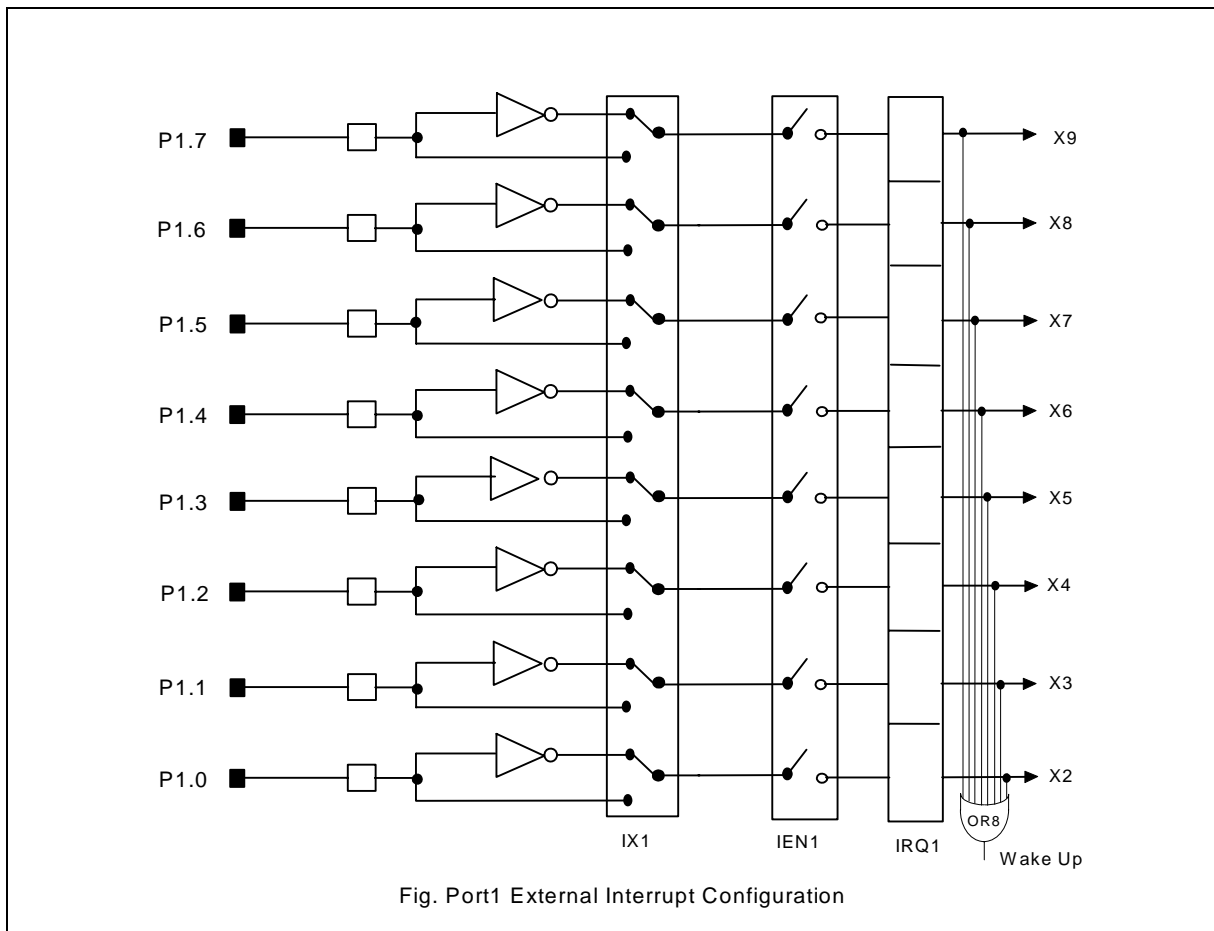 P1.7
X9
P1.6
X8
P1.5
X7
P1.4
X6
P1.3
X5
P1.2
X4
P1.1
X3
P1.0
X2
OR8
IX1
IEN1
IRQ1
Wake Up
Fig. Port1 External Interrupt Configuration